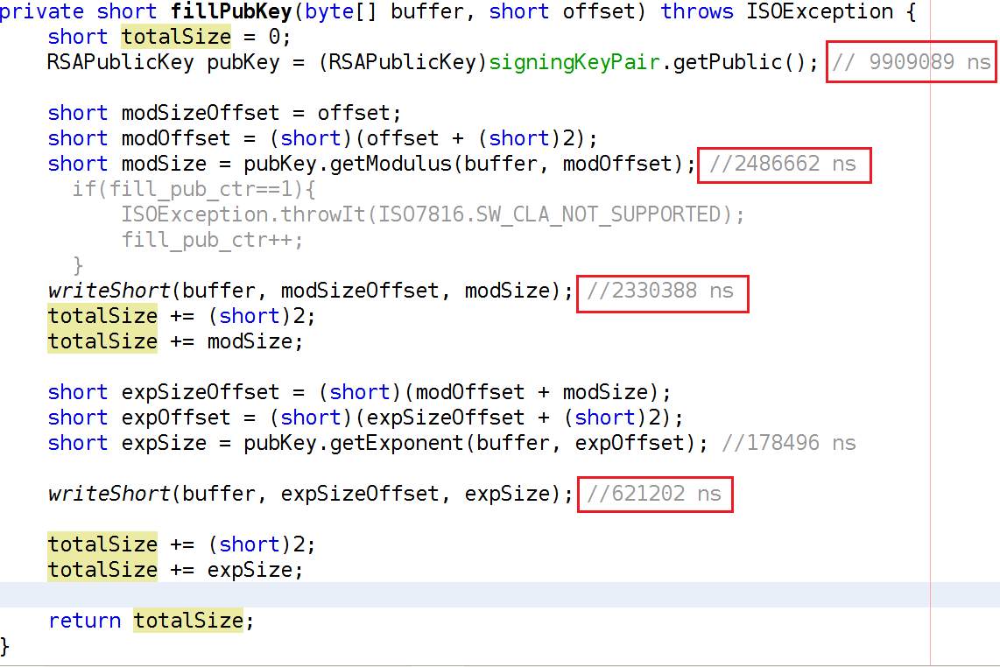 private short fillPubKey(byte[] buffer, short offset) throws ISOException {
short totalSize = 0;
RSAPublicKey pubKey = (RSAPublicKey)signingKeyPair.getPublic(); // 9909089 ns
short modSizeOffset = offset;
short modOffset = (short)(offset + (short)2);
short modSize = pubKey.getModulus(buffer, modOffset); //2486662 ns
if(fill_pub_ctr==1){
ISOException.throwIt(ISO7816.SW_CLA_NOT_SUPPORTED);
fill_pub_ctr++;
}
writeShort(buffer, modSizeOffset, modSize); //2330388 ns
totalSize += (short)2;
totalSize += modSize;
short expSizeOffset = (short)(modOffset + modSize);
short expOffset = (short)(expSizeOffset + (short)2);
short expSize = pubKey.getExponent(buffer, expOffset); //178496 ns
writeShort(buffer, expSizeOffset, expSize); //621202 ns
totalSize += (short)2;
totalSize += expSize;
return totalSize;
}